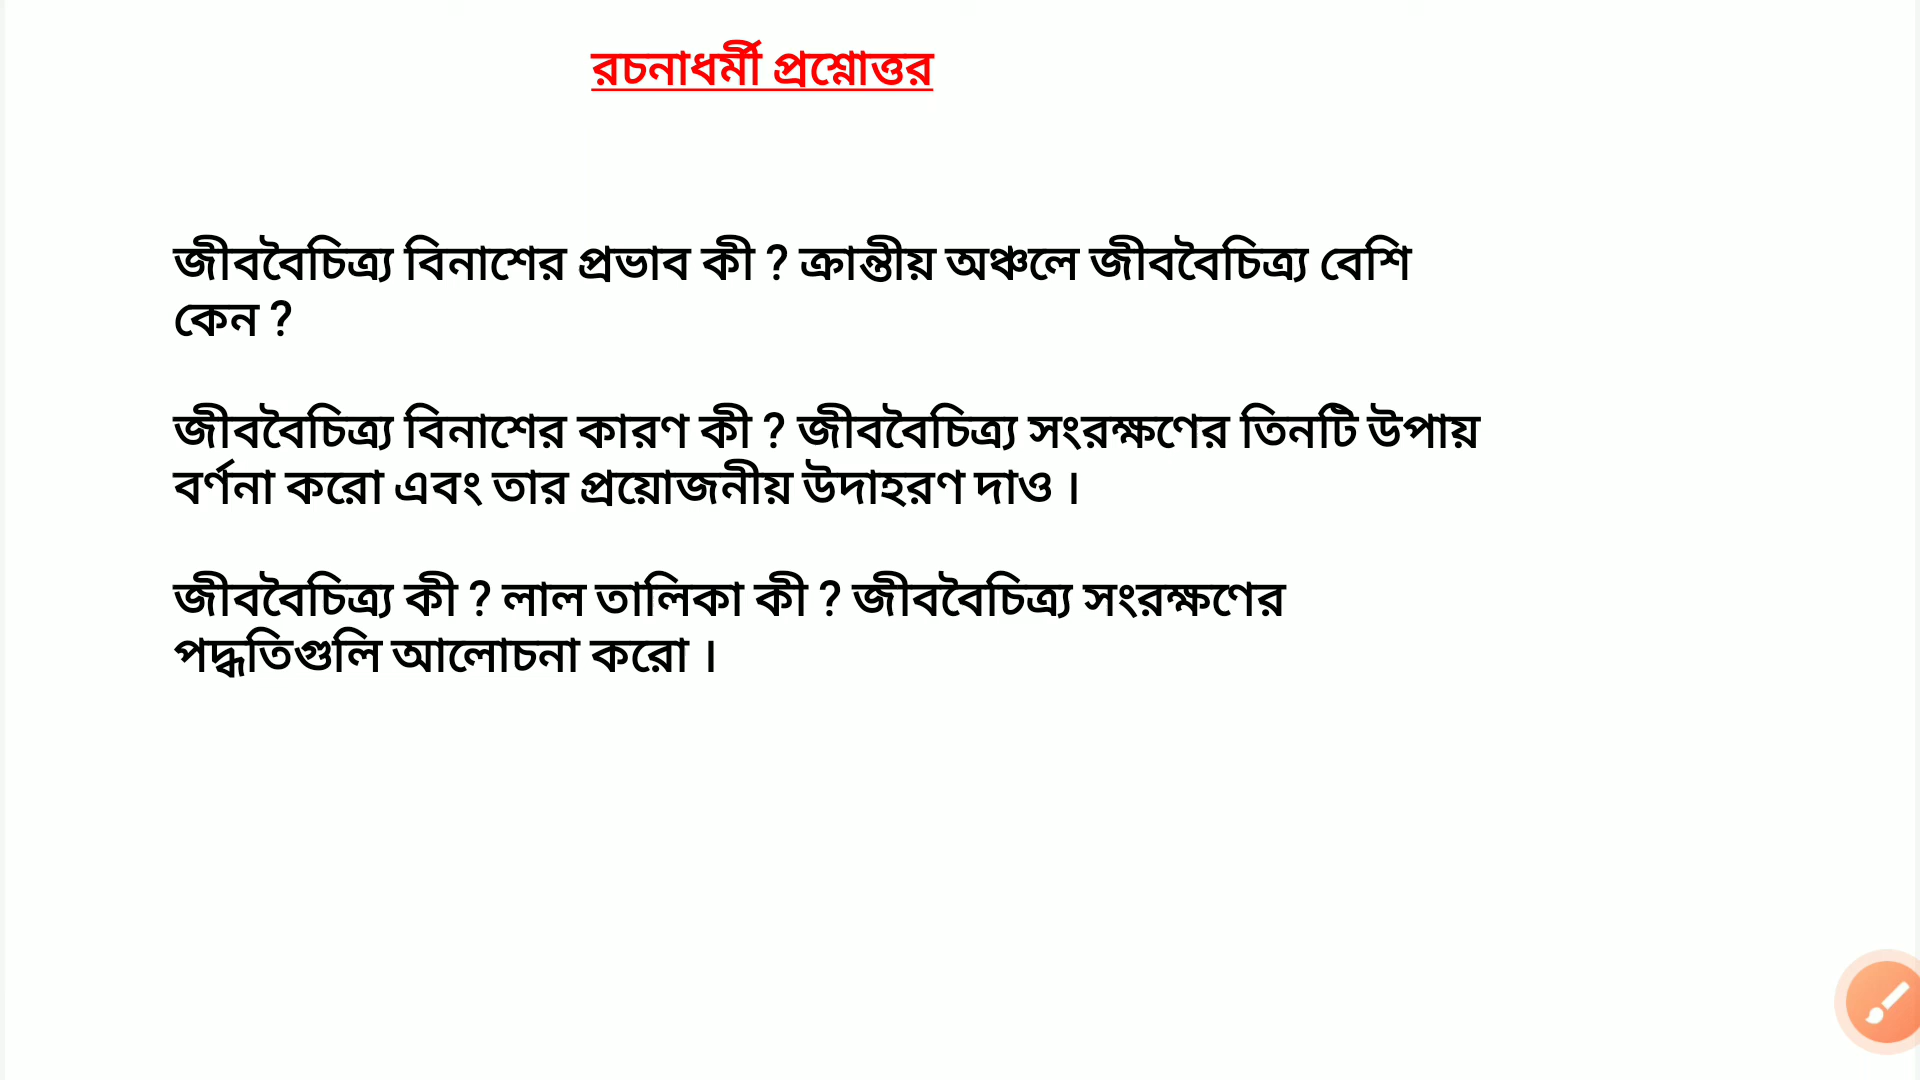 রচনাধর্মী প্রশ্নোত্তর
জীববৈচিত্র্য বিনাশের প্রভাব কী ? ক্রান্তীয় অঞ্চলে জীববৈচিত্র্য বেশি
কেন ?
জীববৈচিত্র্য বিনাশের কারণ কী ? জীববৈচিত্র্য সংরক্ষণের তিনটি উপায়
বর্ণনা করো এবং তার প্রয়োজনীয় উদাহরণ দাও ।
জীববৈচিত্র্য কী ? লাল তালিকা কী ? জীববৈচিত্র্য সংরক্ষণের
পদ্ধতিগুলি আলোচনা করো ।